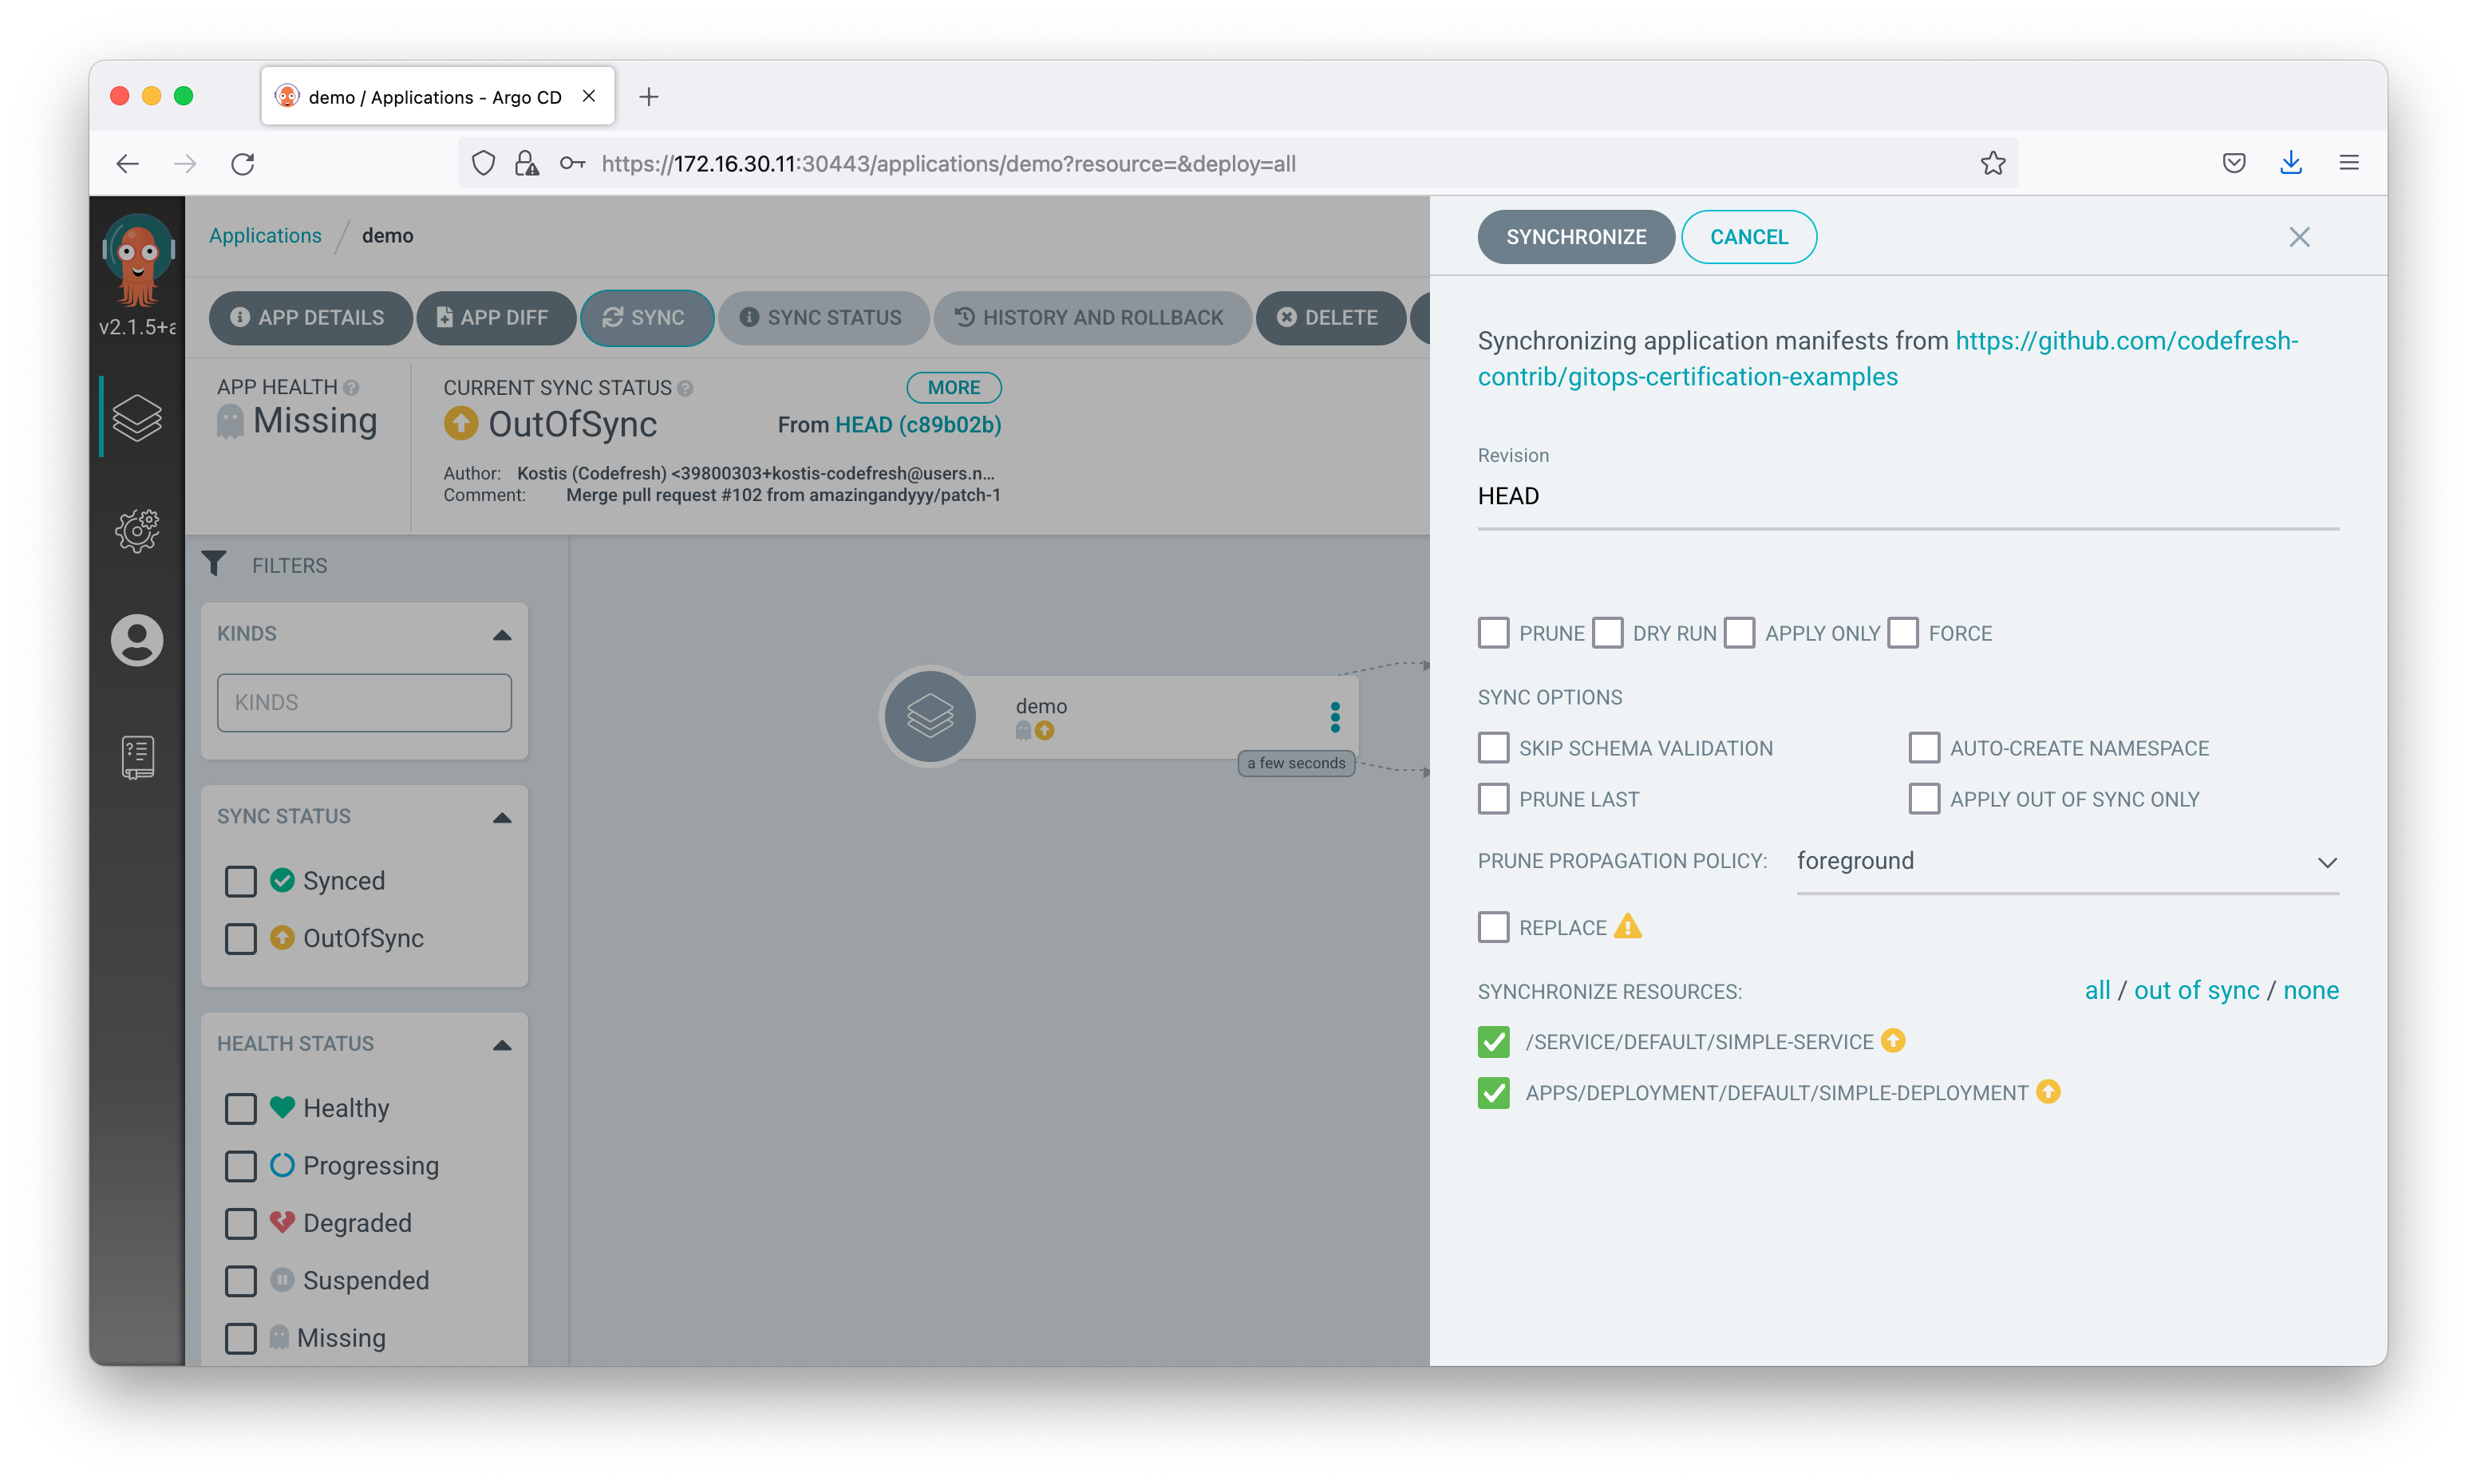 demo / Applications - Argo CD
https://172.16.30.11:30443/applications/demo?resource=&deploy=all
v2.1.5+a
Applications / demo
APP DETAILS
APP DIFF
SYNC
SYNC STATUS
HISTORY AND ROLLBACK
DELETE
APP HEALTH
Missing
CURRENT SYNC STATUS
MORE
OutOfSync
From HEAD (c89b02b)
Author: Kostis (Codefresh) <39800303+kostis-codefresh@users.n...
Comment: Merge pull request #102 from amazingandyyy/patch-1
FILTERS
KINDS
KINDS
SYNC STATUS
Synced
OutOfSync
HEALTH STATUS
Healthy
Progressing
Degraded
Suspended
Missing
demo
a few seconds
SYNCHRONIZE
CANCEL
Synchronizing application manifests from https://github.com/codefresh-
contrib/gitops-certification-examples
Revision
HEAD
PRUNE DRY RUN APPLY ONLY FORCE
SYNC OPTIONS
SKIP SCHEMA VALIDATION AUTO-CREATE NAMESPACE
PRUNE LAST APPLY OUT OF SYNC ONLY
PRUNE PROPAGATION POLICY: foreground
REPLACE
SYNCHRONIZE RESOURCES: all / out of sync / none
/SERVICE/DEFAULT/SIMPLE-SERVICE
APPS/DEPLOYMENT/DEFAULT/SIMPLE-DEPLOYMENT